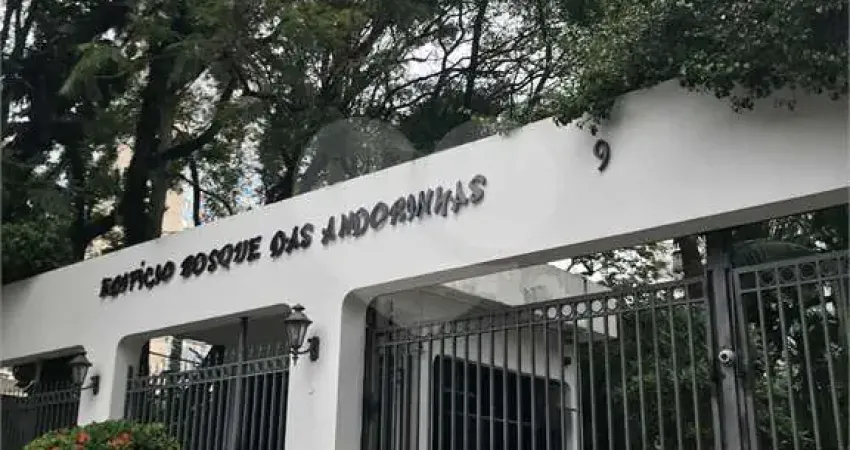 EDIFÍCIO BOSQUE DAS ANDORINHAS
9